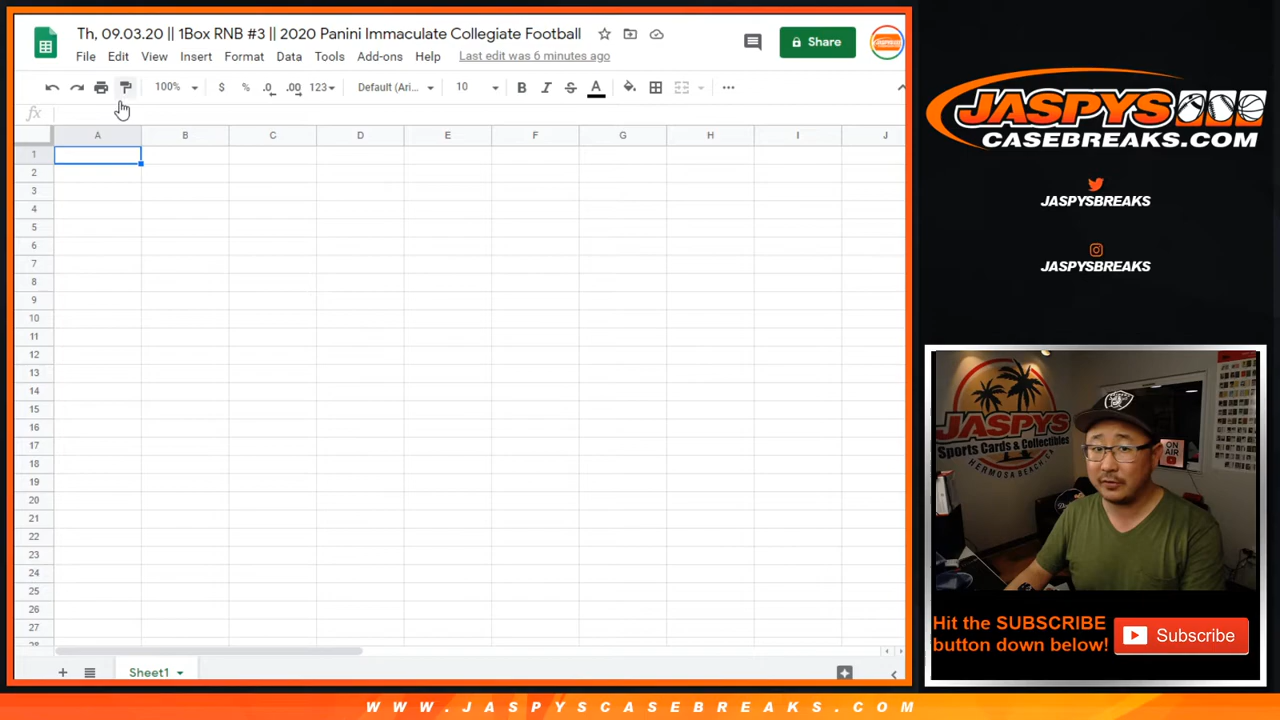 Th, 09.03.20 || 1Box RNB #3 || 2020 Panini Immaculate Collegiate Football
File Edit View Insert Format Data Tools Add-ons Help Last edit was 6 minutes ago
Share
100% $ % .0 .00 123 Default (Ari... 10 B I S A
fx
A B C D E F G H I J
1
2
3
4
5
6
7
8
9
10
11
12
13
14
15
16
17
18
19
20
21
22
23
24
25
26
27
28
Sheet1
JASPYS
CASEBREAKS.COM
JASPYSBREAKS
JASPYSBREAKS
JASPYS
Sports Cards & Collectibles
HERMOSA BEACH, CA
ON
AIR
Hit the SUBSCRIBE
button down below!
Subscribe
WWW.JASPYSCASEBREAKS.COM